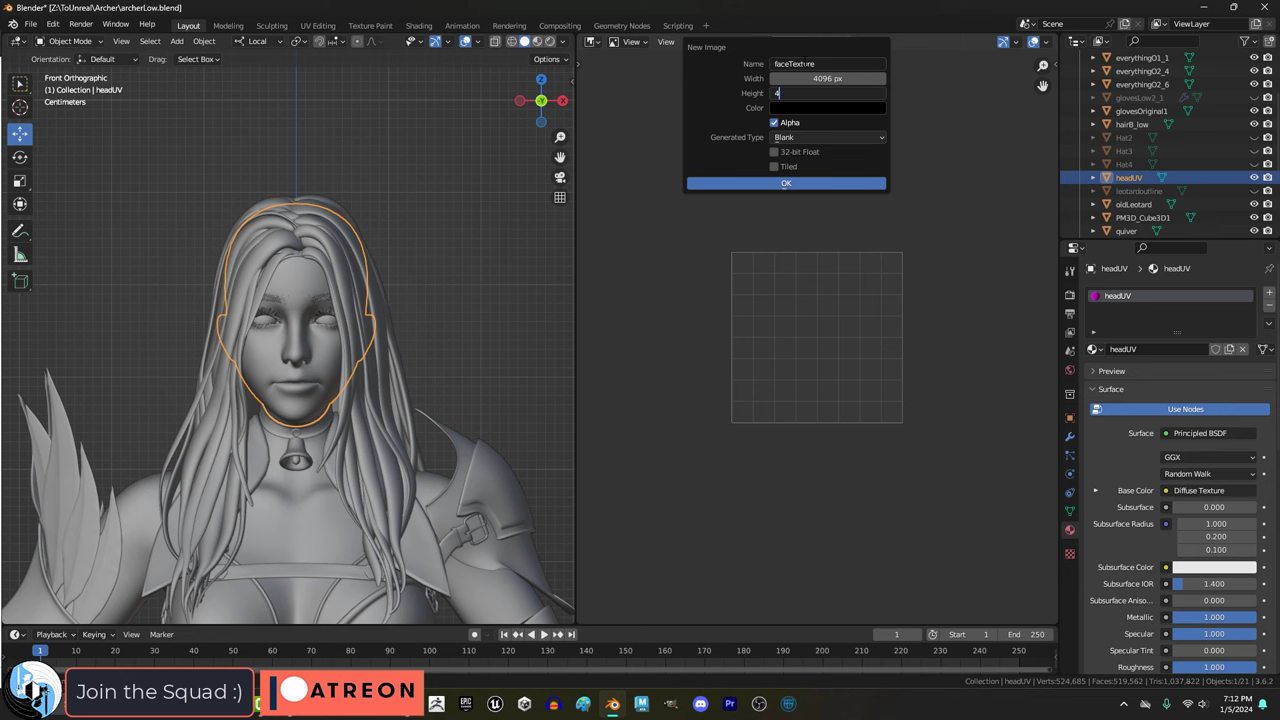 Blender* [Z:\ToUnreal\Archer\archerLow.blend]
File Edit Render Window Help Layout Modeling Sculpting UV Editing Texture Paint Shading Animation Rendering Compositing Geometry Nodes Scripting + Scene ViewLayer
Object Mode View Select Add Object Local View View
Orientation: Default Drag: Select Box Options
Front Orthographic
(1) Collection | headUV
Centimeters
Z
Y
X
New Image
Name faceTexture
Width 4096 px
Height 4
Color
Alpha
Generated Type Blank
32-bit Float
Tiled
OK
everythingO1_1
everythingO2_4
everythingO2_6
glovesLow2_1
glovesOriginal1
hairB_low
Hat2
Hat3
Hat4
headUV
leotardoutline
oldLeotard
PM3D_Cube3D1
quiver
headUV headUV
headUV
headUV
Preview
Surface
Use Nodes
Surface Principled BSDF
GGX
Random Walk
Base Color Diffuse Texture
Subsurface 0.000
Subsurface Radius 1.000
0.200
0.100
Subsurface Color
Subsurface IOR 1.400
Subsurface Aniso... 0.000
Metallic 1.000
Specular 1.000
Specular Tint 0.000
Roughness 1.000
Playback Keying View Marker 1 Start 1 End 250
1 10 20 30 40 50 60 70 80 90 100 110 120 130 140 150 160 170 180 190 200 210 220 230 240 250
Collection | headUV | Verts:524,685 | Faces:519,562 | Tris:1,037,822 | Objects:1/21 | 3.6.2
Join the Squad :)
PATREON
7:12 PM
1/5/2024